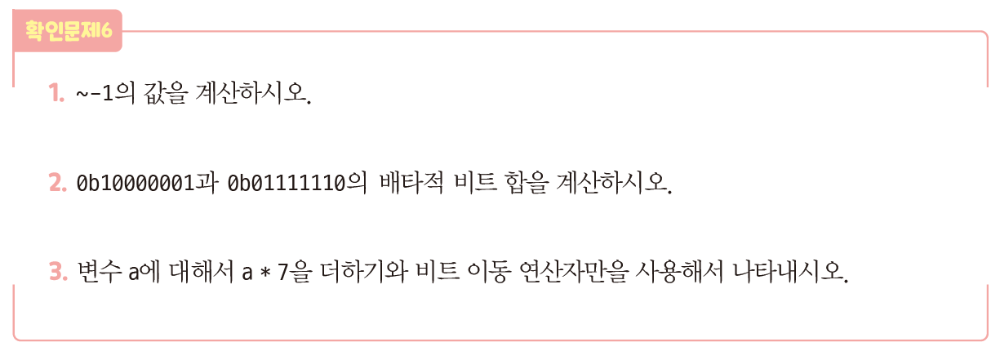 확인문제6
1. ~-1의 값을 계산하시오.
2. 0b10000001과 0b01111110의 배타적 비트 합을 계산하시오.
3. 변수 a에 대해서 a * 7을 더하기와 비트 이동 연산자만을 사용해서 나타내시오.